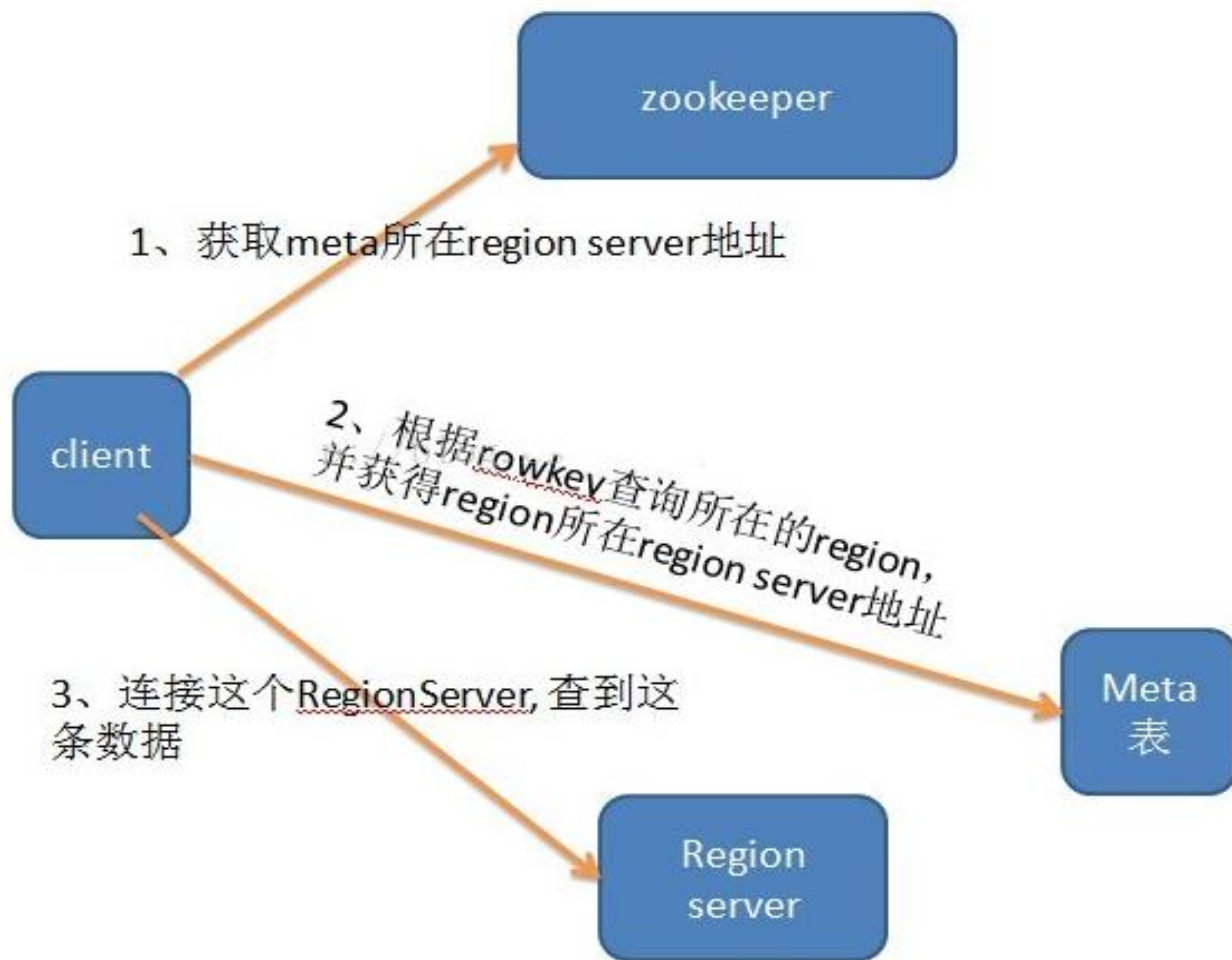 zookeeper
1、获取meta所在region server地址
client
2、根据rowkey查询所在的region,
并获得region所在region server地址
3、连接这个RegionServer, 查到这
条数据
Meta
表
Region
server